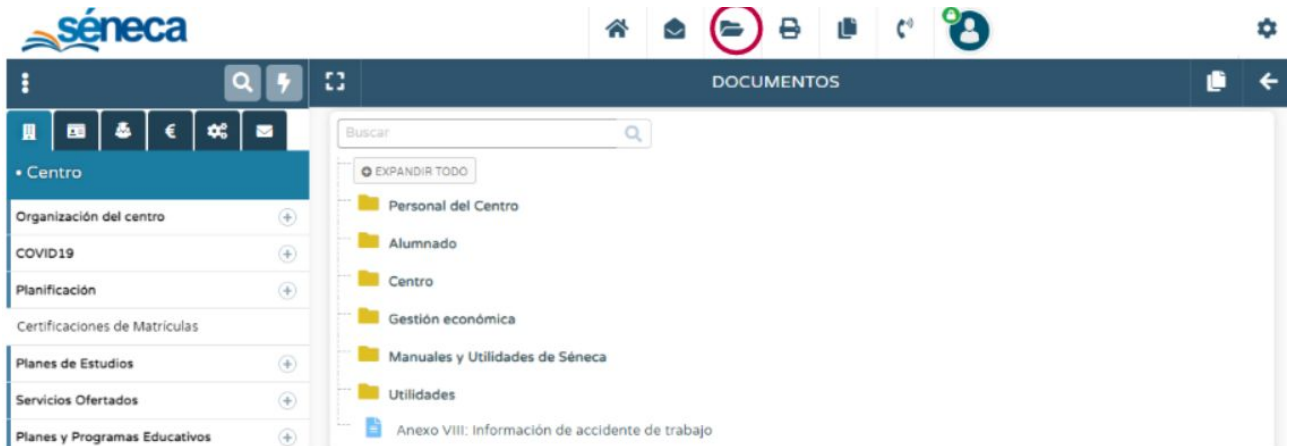 séneca
DOCUMENTOS
€
Buscar
EXPANDIR TODO
• Centro
Organización del centro
COVID19
Planificación
Certificaciones de Matrículas
Planes de Estudios
Servicios Ofertados
Planes y Programas Educativos
Personal del Centro
Alumnado
Centro
Gestión económica
Manuales y Utilidades de Séneca
Utilidades
Anexo VIII: Información de accidente de trabajo